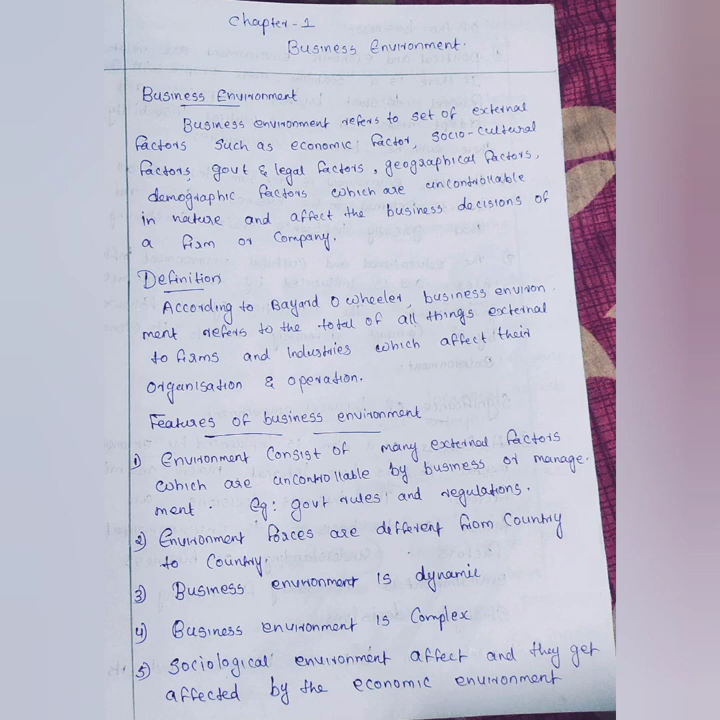 Chapter-1
Business Environment.
Business Environment
Business environment refers to set of external
factors such as economic factor, socio-cultural
factors, govt & legal factors, geographical factors,
demographic factors which are uncontrollable
in nature and affect the business decisions of
a firm or Company.
Definition
According to Bayard O wheeler, business environ
ment refers to the total of all things external
to firms and industries which affect their
organisation & operation.
Features of business environment
1) Environment Consist of many external factors
which are uncontrollable by business or manage-
ment. Eg: govt rules and regulations.
2) Environment forces are different from Country
to Country.
3) Business environment is dynamic
4) Business environment is Complex
5) Sociological environment affect and they get
affected by the economic environment